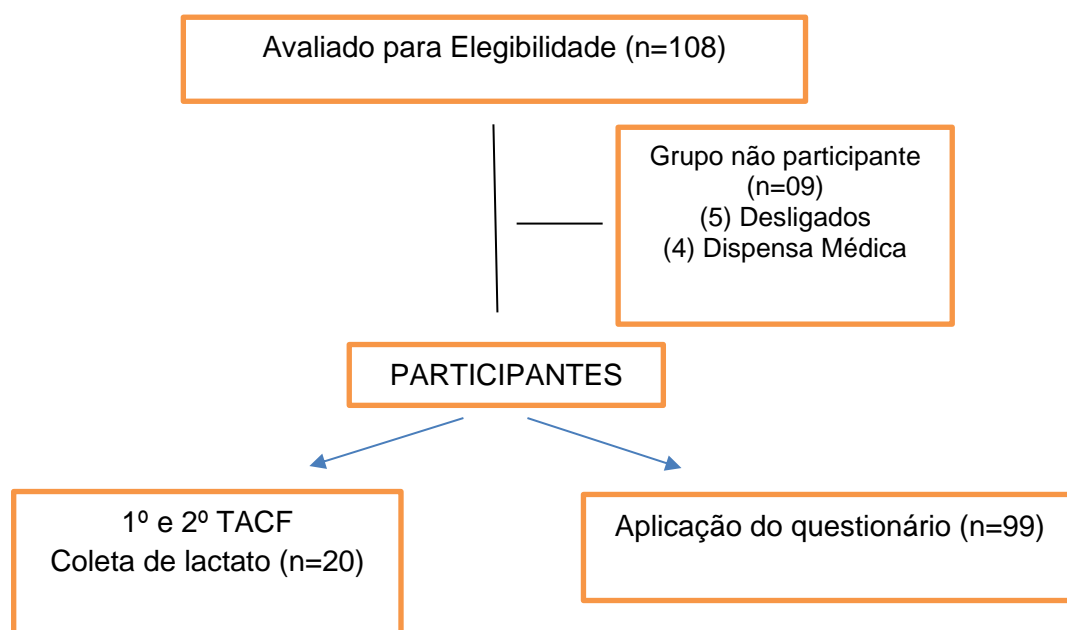 Avaliado para Elegibilidade (n=108)
Grupo não participante
(n=09)
(5) Desligados
(4) Dispensa Médica
PARTICIPANTES
1º e 2º TACF
Coleta de lactato (n=20)
Aplicação do questionário (n=99)